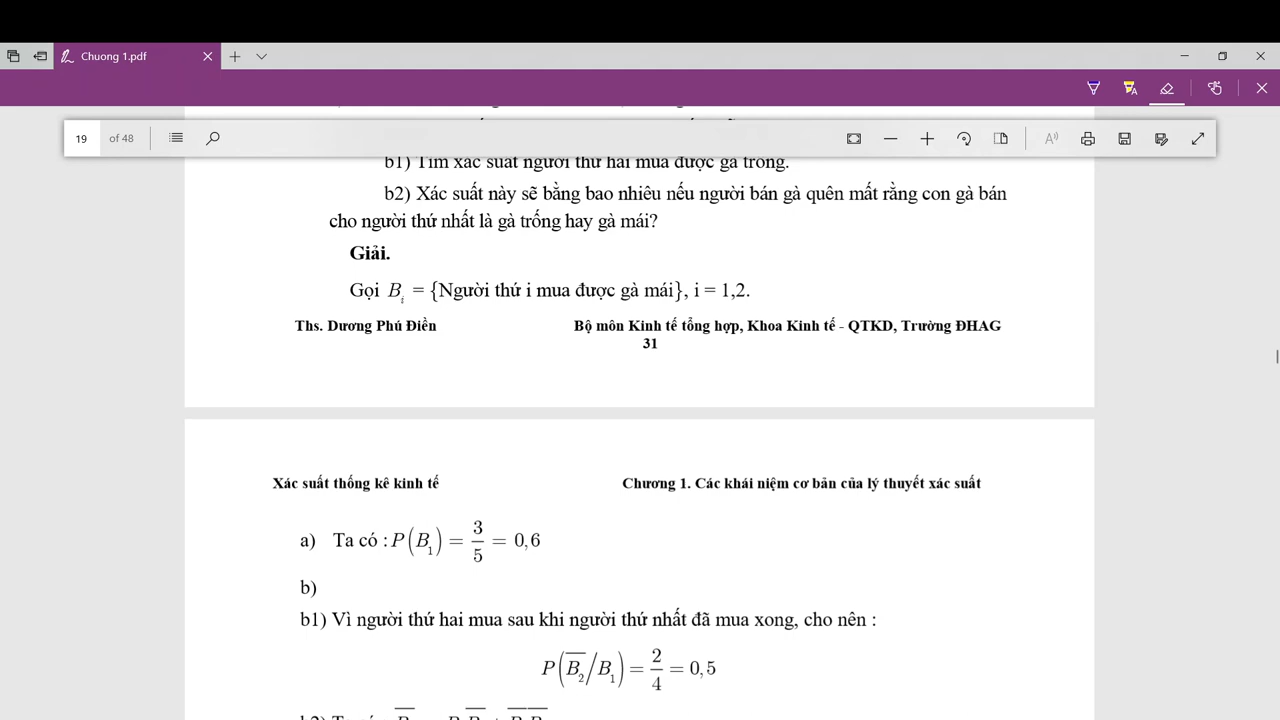 Chuong 1.pdf
19 of 48
b1) Tìm xác suất người thứ hai mua được gà trống.
b2) Xác suất này sẽ bằng bao nhiêu nếu người bán gà quên mất rằng con gà bán
cho người thứ nhất là gà trống hay gà mái?
Giải.
Gọi B_i = {Người thứ i mua được gà mái}, i = 1,2.
Ths. Dương Phú Điền Bộ môn Kinh tế tổng hợp, Khoa Kinh tế - QTKD, Trường ĐHAG
31
Xác suất thống kê kinh tế Chương 1. Các khái niệm cơ bản của lý thuyết xác suất
a) Ta có : P(B_1) = 3/5 = 0,6
b)
b1) Vì người thứ hai mua sau khi người thứ nhất đã mua xong, cho nên :
P(B̅_2/B_1) = 2/4 = 0,5